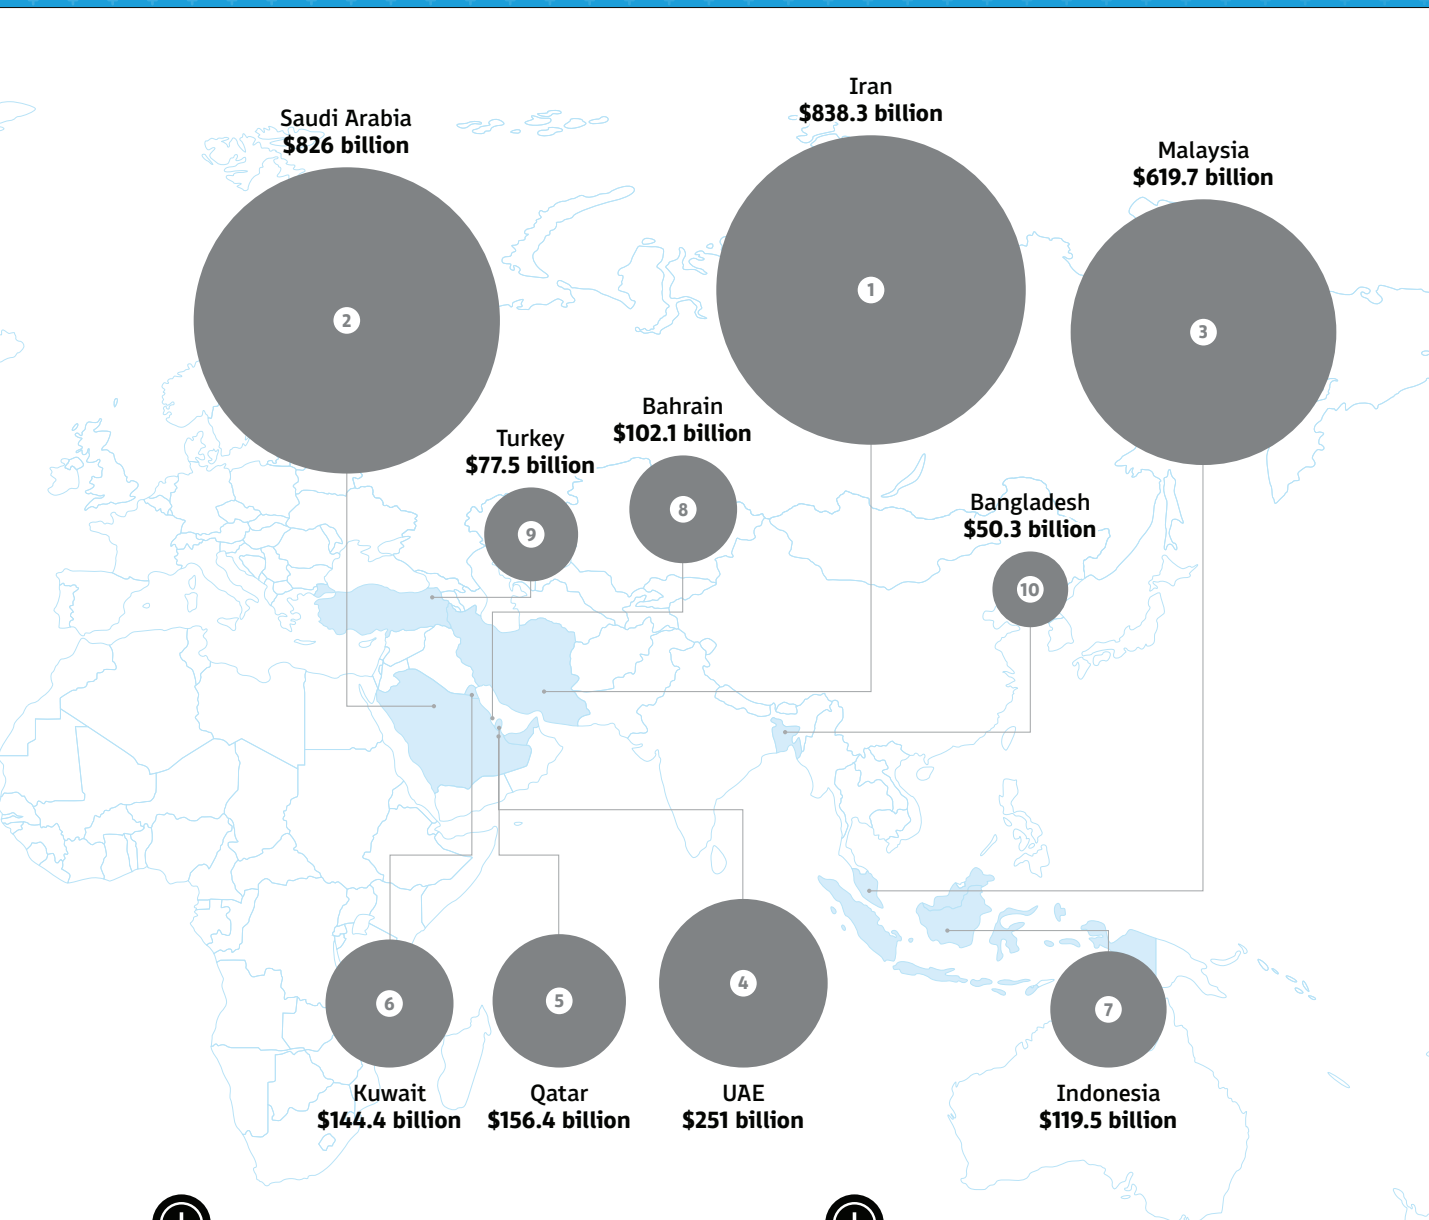 Iran
$838.3 billion
1
Saudi Arabia
$826 billion
2
Malaysia
$619.7 billion
3
Bahrain
$102.1 billion
8
Turkey
$77.5 billion
9
Bangladesh
$50.3 billion
10
6
Kuwait
$144.4 billion
5
Qatar
$156.4 billion
4
UAE
$251 billion
7
Indonesia
$119.5 billion